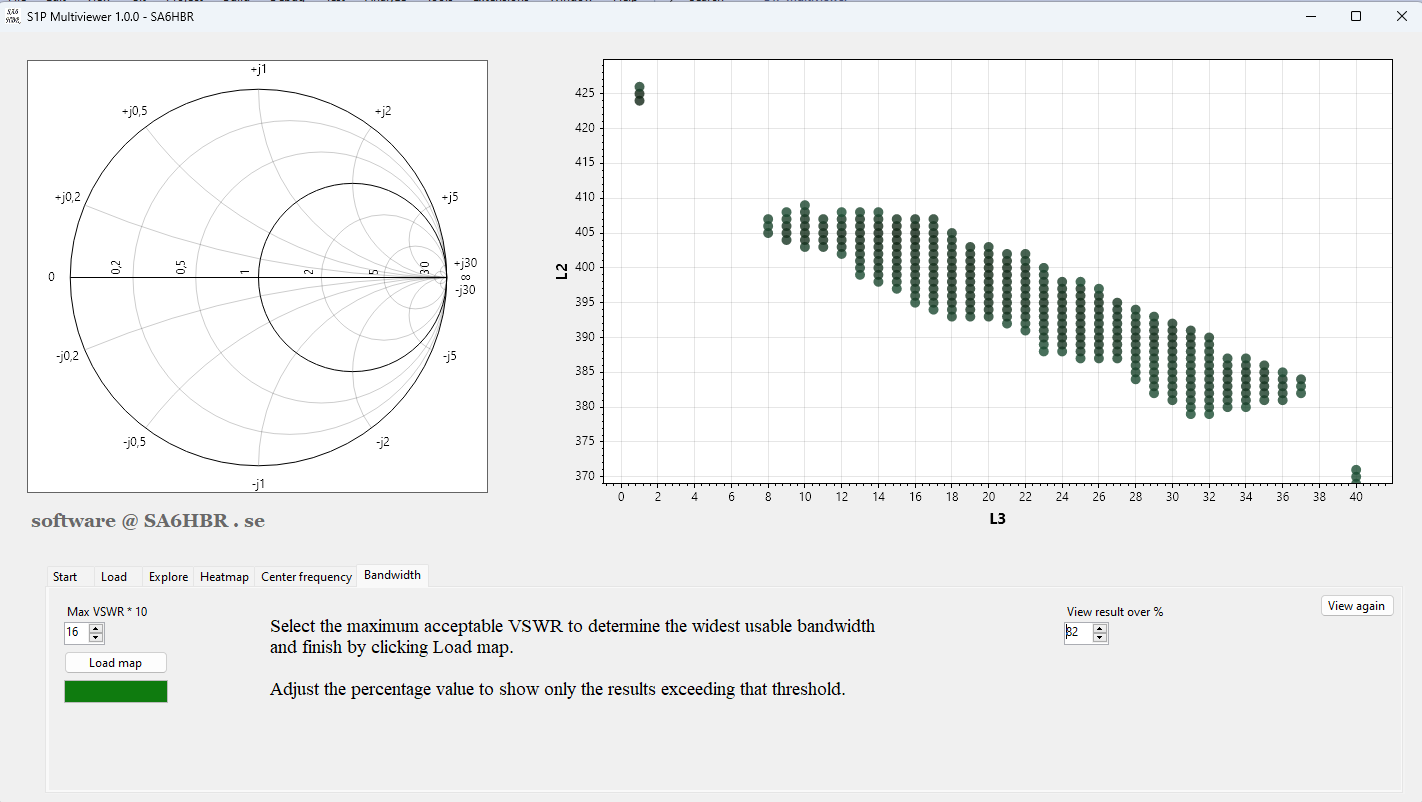 S1P Multiviewer 1.0.0 - SA6HBR
+j1
+j0,5
+j2
+j0,2
+j5
0
0,2
0,5
1
2
5
30
+j30
∞
-j30
-j0,2
-j5
-j0,5
-j2
-j1
software @ SA6HBR . se
L2
425
420
415
410
405
400
395
390
385
380
375
370
0 2 4 6 8 10 12 14 16 18 20 22 24 26 28 30 32 34 36 38 40
L3
Start Load Explore Heatmap Center frequency Bandwidth
Max VSWR * 10
16
Load map
Select the maximum acceptable VSWR to determine the widest usable bandwidth
and finish by clicking Load map.
Adjust the percentage value to show only the results exceeding that threshold.
View result over %
82
View again